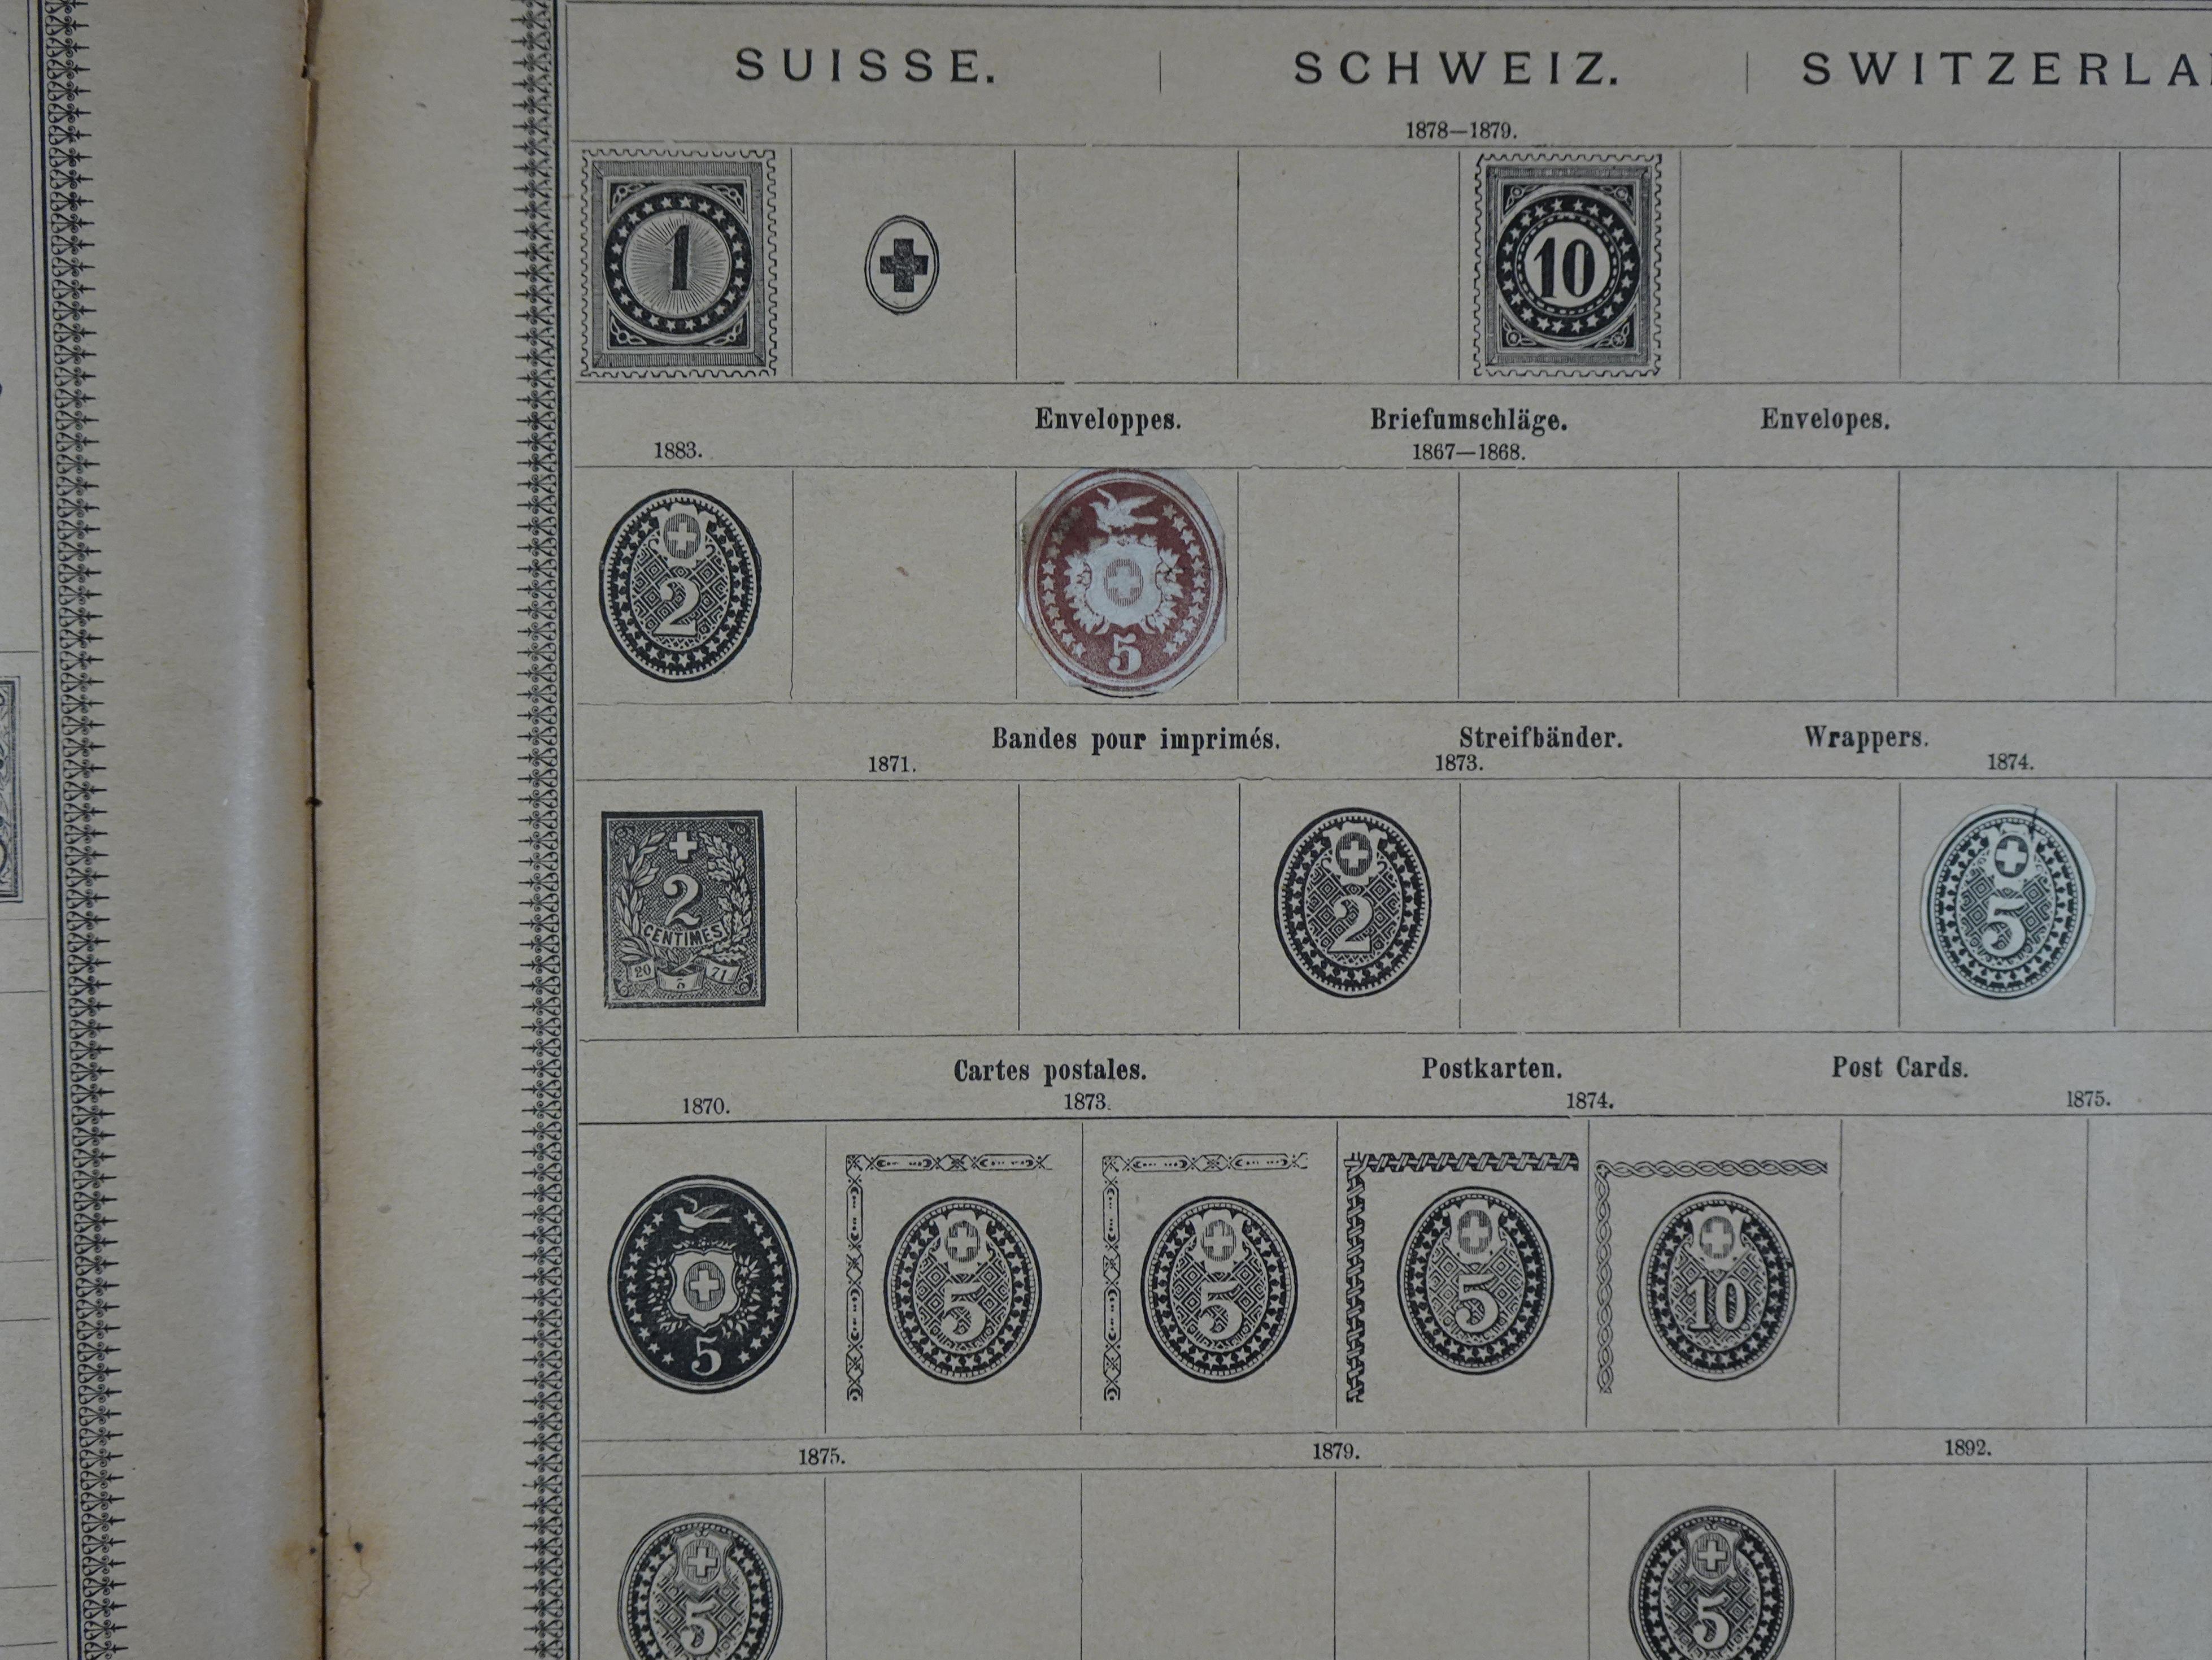 SUISSE. SCHWEIZ. SWITZERLA
1878—1879.
1 10
Enveloppes. Briefumschläge. Envelopes.
1883. 1867—1868.
2 5
Bandes pour imprimés. Streifbänder. Wrappers.
1871. 1873. 1874.
2 2 5
CENTIMES
20 5 71
Cartes postales. Postkarten. Post Cards.
1870. 1873. 1874. 1875.
5 5 5 5 10
1875. 1879. 1892.
5 5